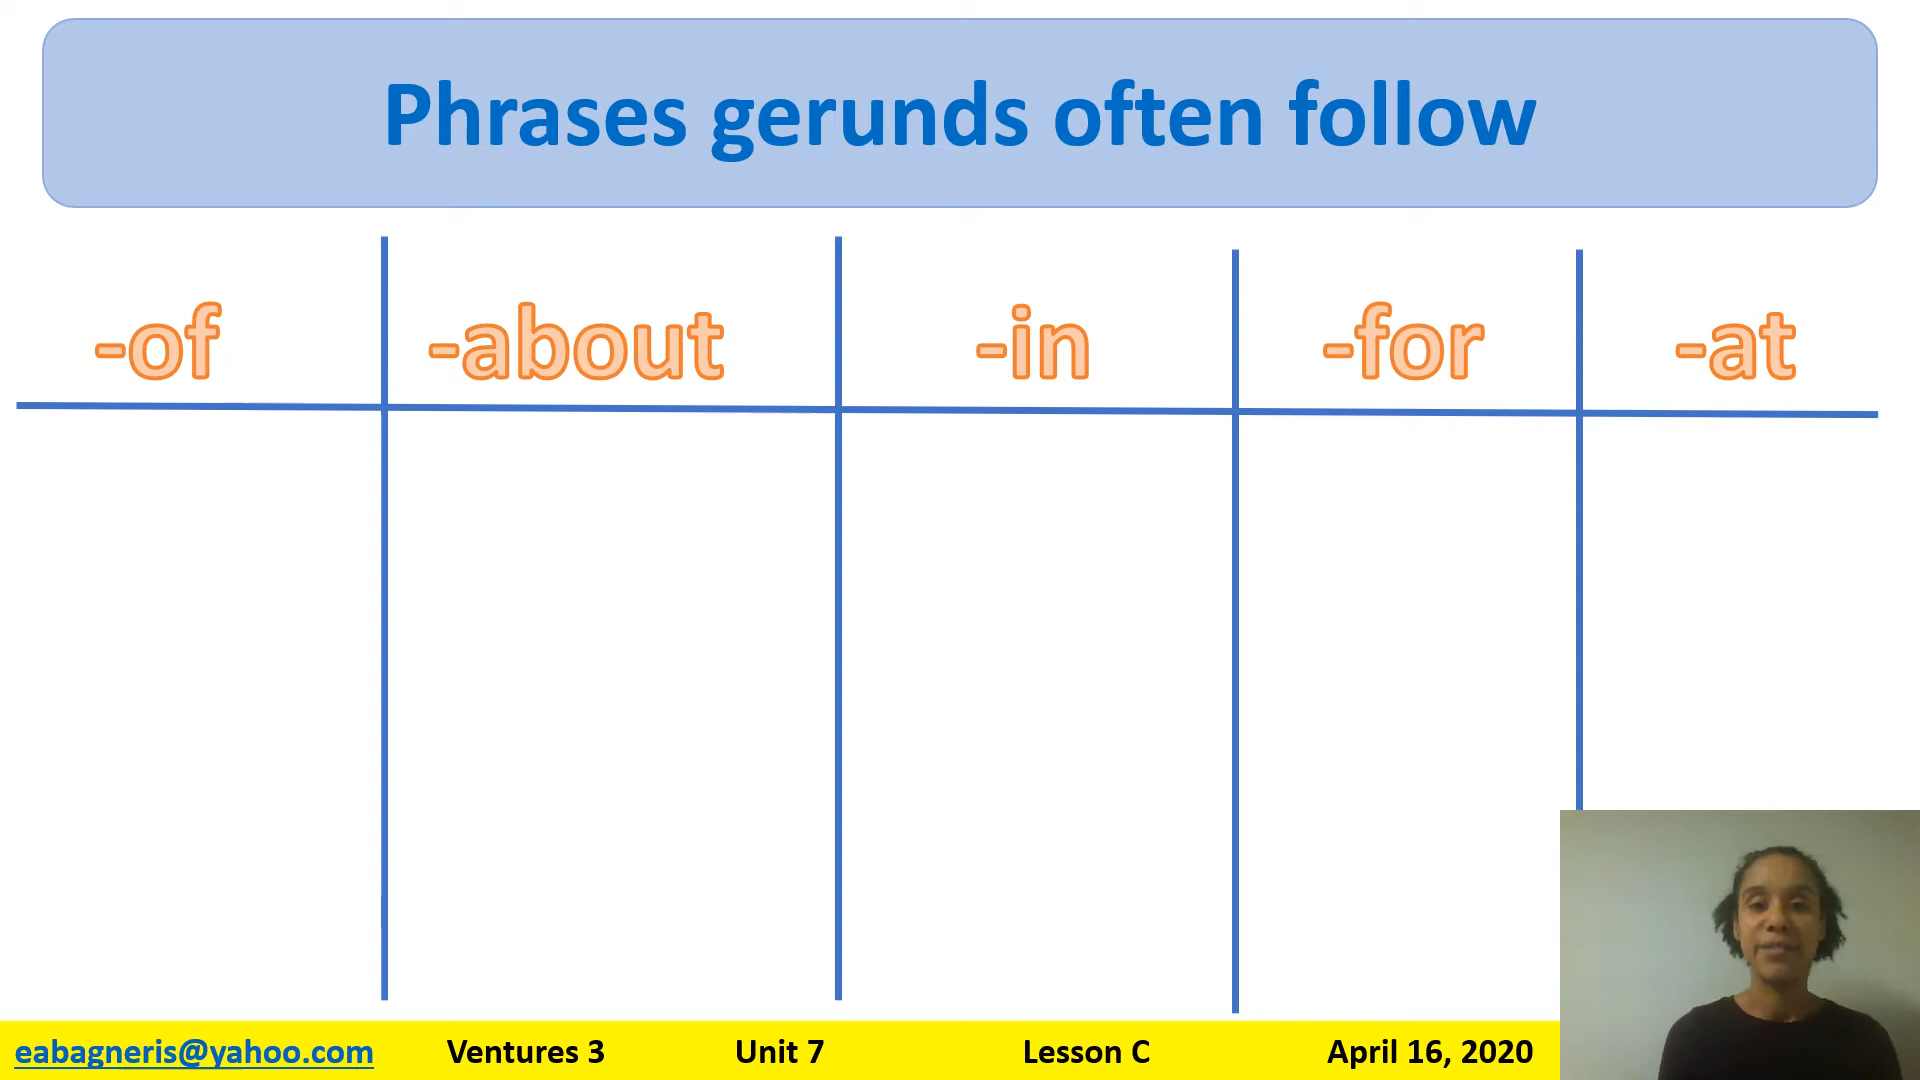 Phrases gerunds often follow
-of -about -in -for -at
eabagneris@yahoo.com Ventures 3 Unit 7 Lesson C April 16, 2020